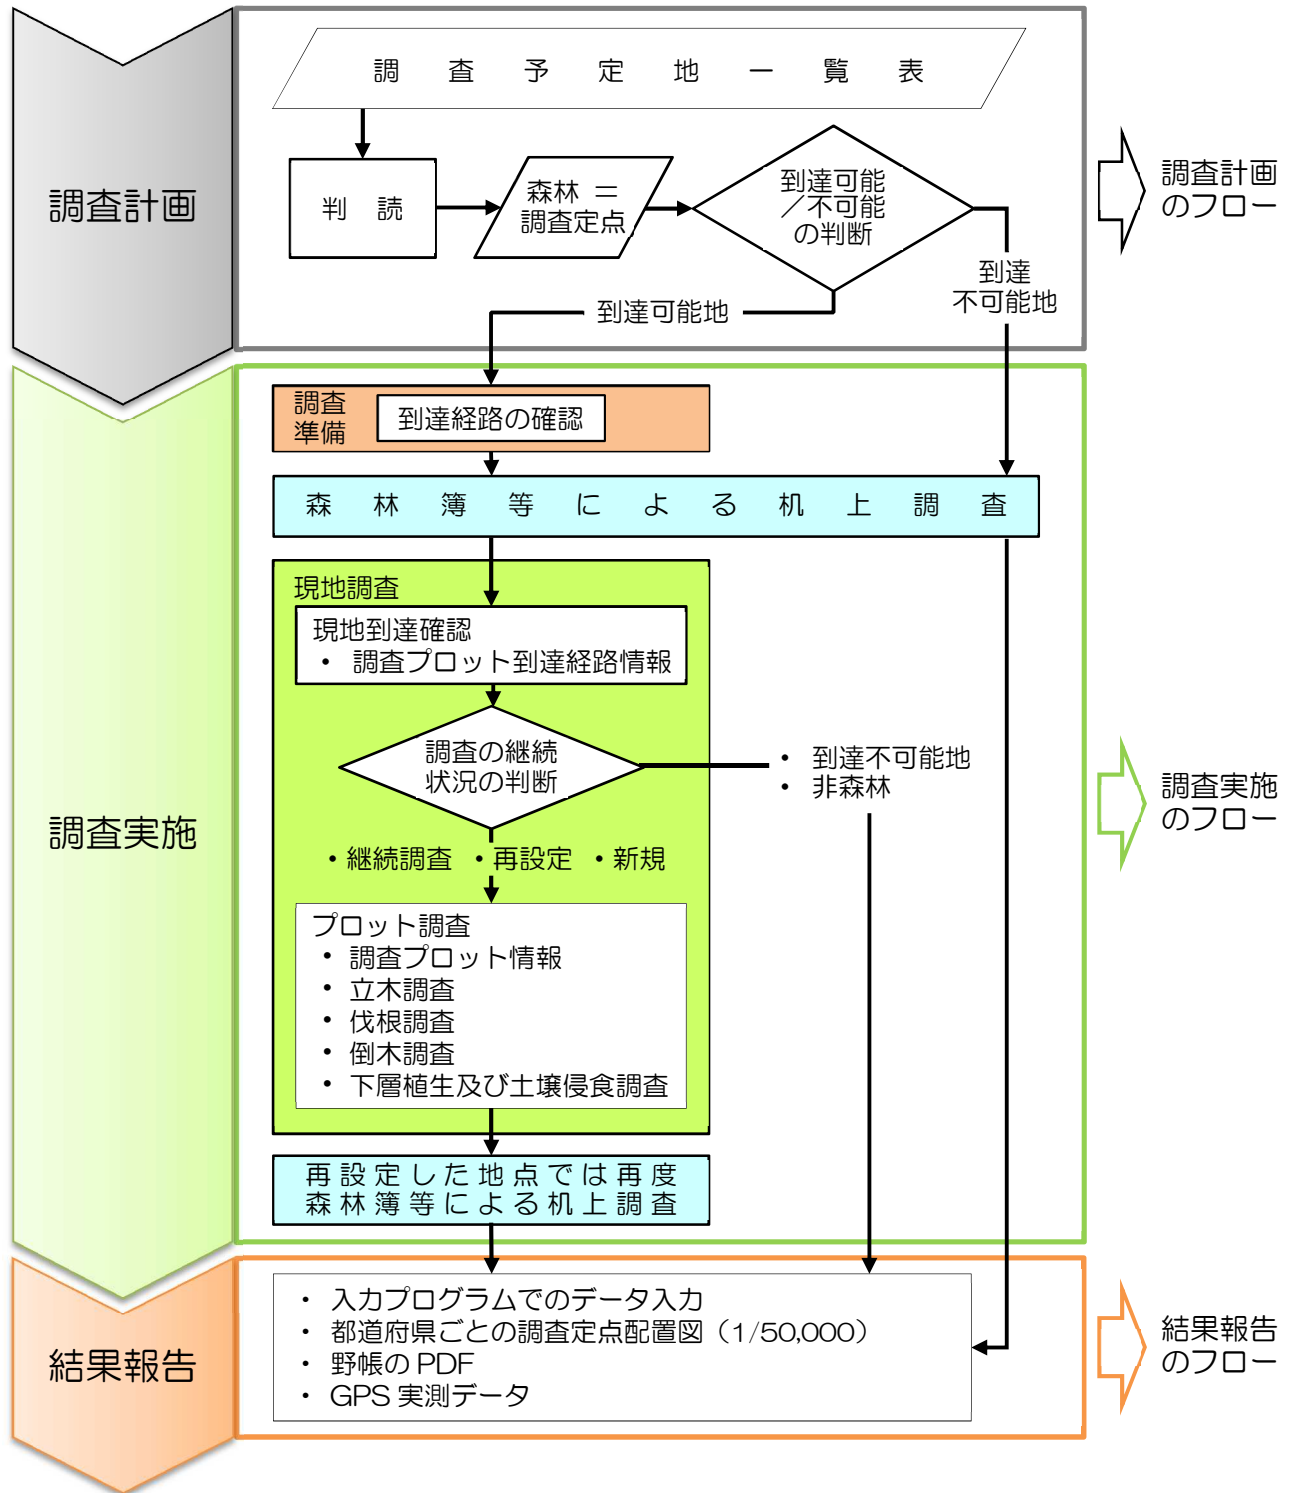 調査計画
調査予定地一覧表
判読
森林＝
調査定点
到達可能
／不可能
の判断
到達可能地
到達
不可能地
調査計画
のフロー
調査実施
調査
準備
到達経路の確認
森林簿等による机上調査
現地調査
現地到達確認
・ 調査プロット到達経路情報
調査の継続
状況の判断
・ 到達不可能地
・ 非森林
・継続調査 ・再設定 ・新規
プロット調査
・ 調査プロット情報
・ 立木調査
・ 伐根調査
・ 倒木調査
・ 下層植生及び土壌侵食調査
再設定した地点では再度
森林簿等による机上調査
調査実施
のフロー
結果報告
・ 入力プログラムでのデータ入力
・ 都道府県ごとの調査定点配置図（1/50,000）
・ 野帳の PDF
・ GPS 実測データ
結果報告
のフロー